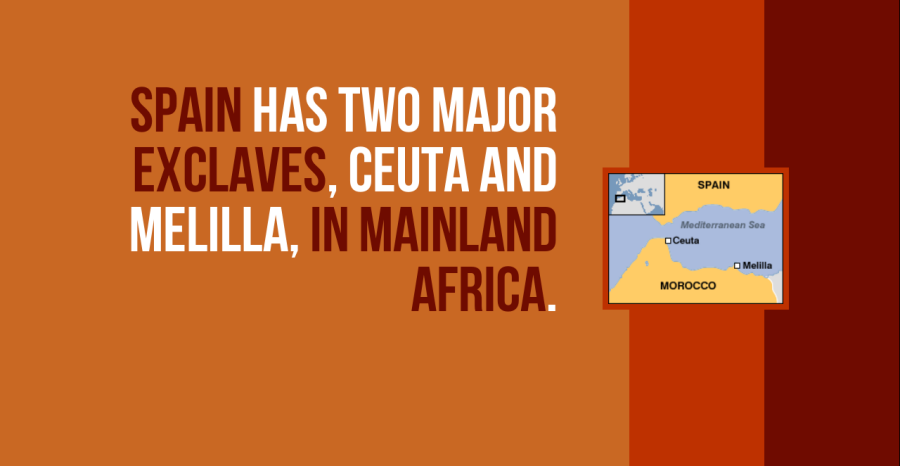 SPAIN HAS TWO MAJOR
EXCLAVES, CEUTA AND
MELILLA, IN MAINLAND
AFRICA.
SPAIN
Mediterranean Sea
Ceuta
Melilla
MOROCCO